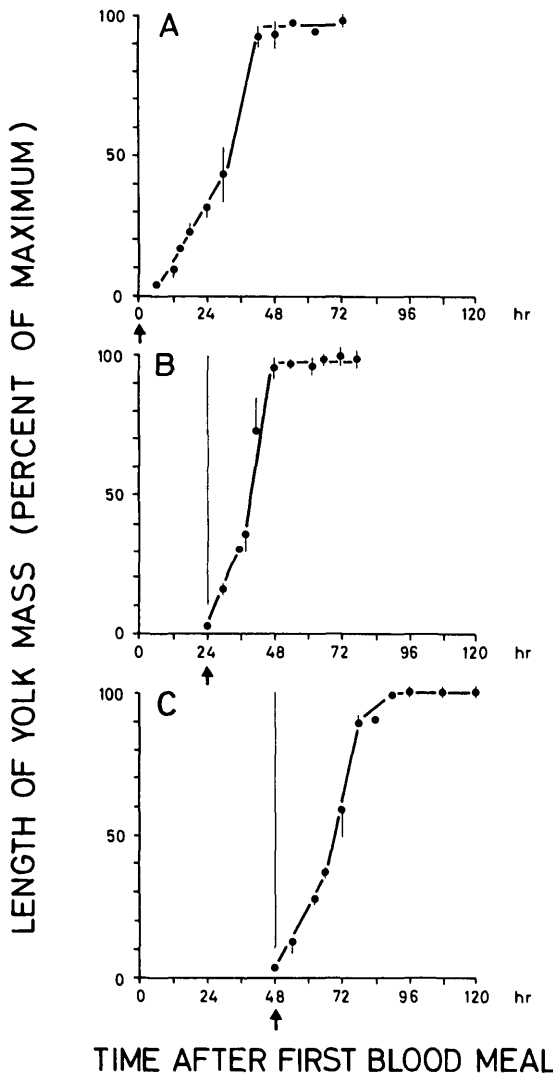 LENGTH OF YOLK MASS (PERCENT OF MAXIMUM)
A
100
50
0
0 24 48 72 96 120 hr
B
100
50
0
0 24 48 72 96 120 hr
C
100
50
0
0 24 48 72 96 120 hr
TIME AFTER FIRST BLOOD MEAL